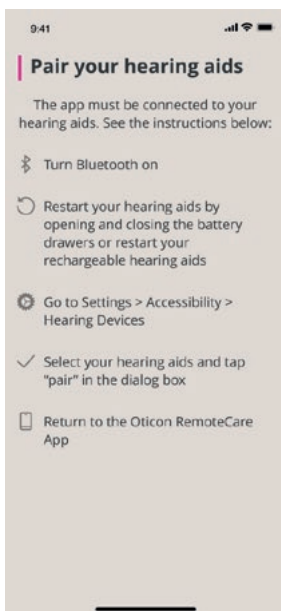 9:41
Pair your hearing aids
The app must be connected to your
hearing aids. See the instructions below:
Turn Bluetooth on
Restart your hearing aids by
opening and closing the battery
drawers or restart your
rechargeable hearing aids
Go to Settings > Accessibility >
Hearing Devices
Select your hearing aids and tap
“pair” in the dialog box
Return to the Oticon RemoteCare
App